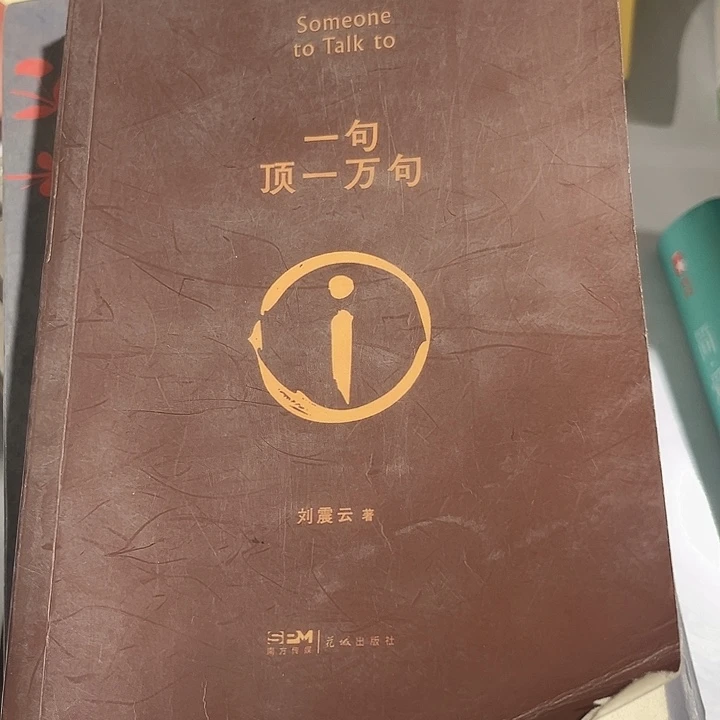 Someone
to Talk to
一句
顶一万句
刘震云 著
SPM
南方传媒
花城出版社